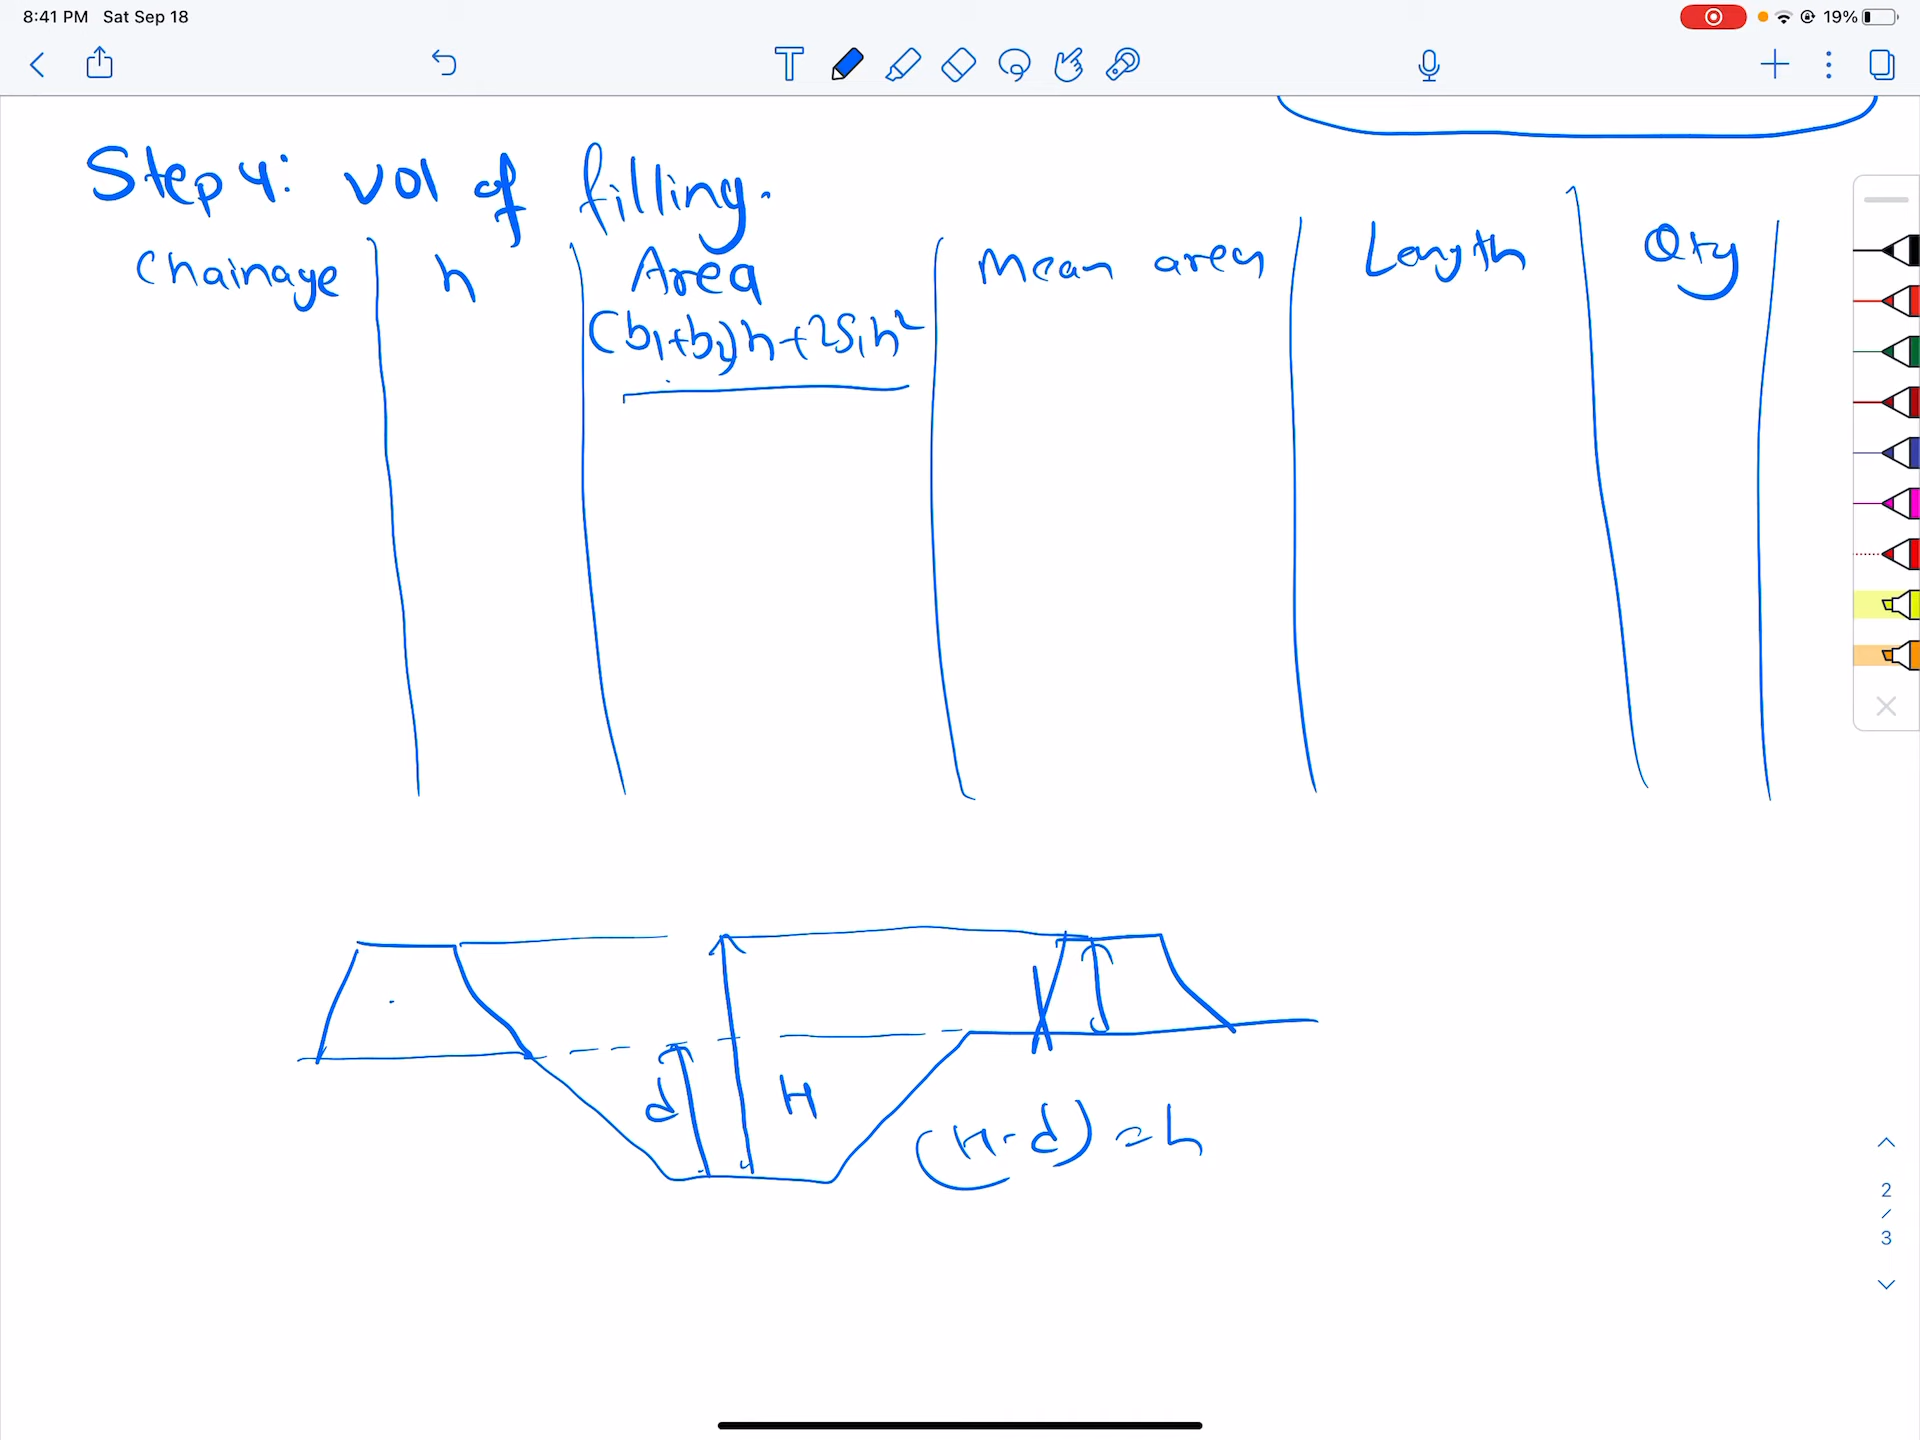 8:41 PM Sat Sep 18
19%
Step 4: vol of filling.
Chainage h Area Mean area Length Qty
(b1+b2)h+2S1h²
d H
(H-d) = h
2
/
3